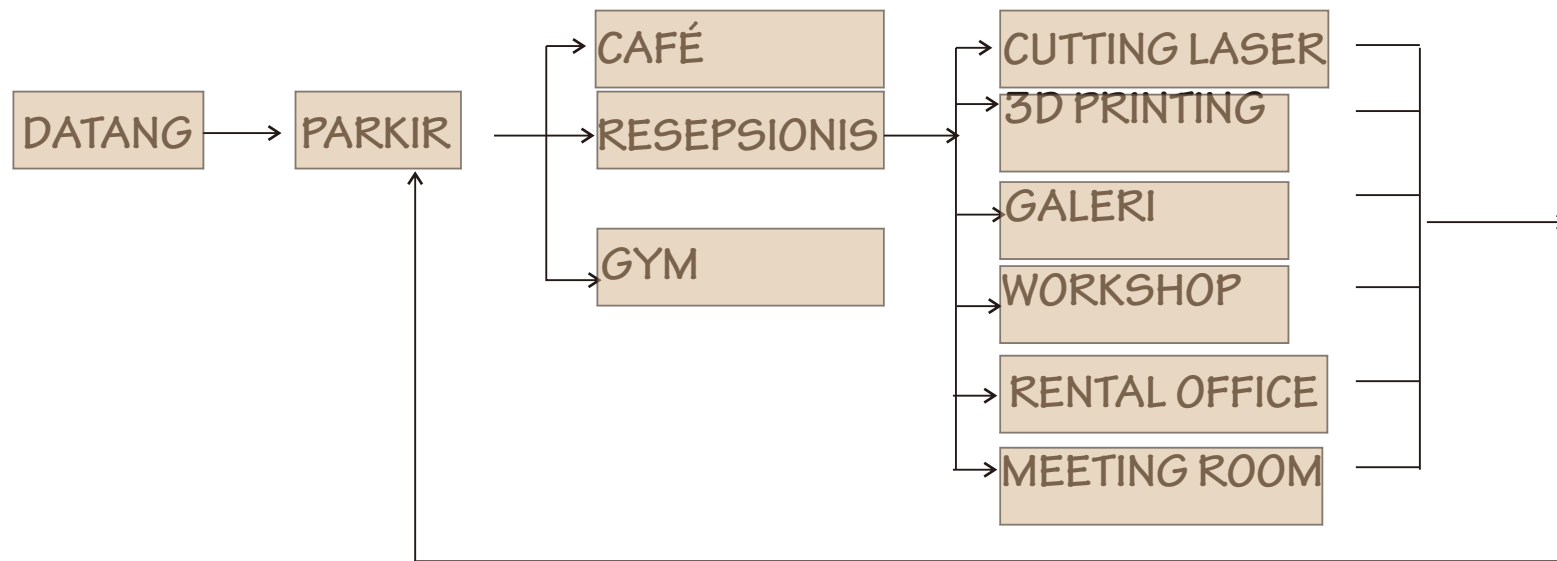 DATANG
PARKIR
CAFÉ
RESEPSIONIS
GYM
CUTTING LASER
3D PRINTING
GALERI
WORKSHOP
RENTAL OFFICE
MEETING ROOM